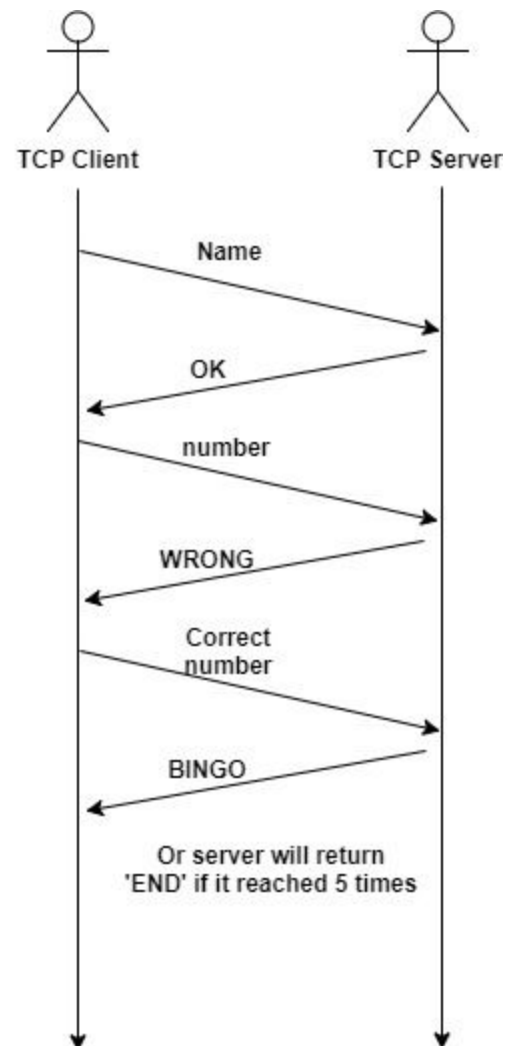 TCP Client
TCP Server
Name
OK
number
WRONG
Correct
number
BINGO
Or server will return
'END' if it reached 5 times